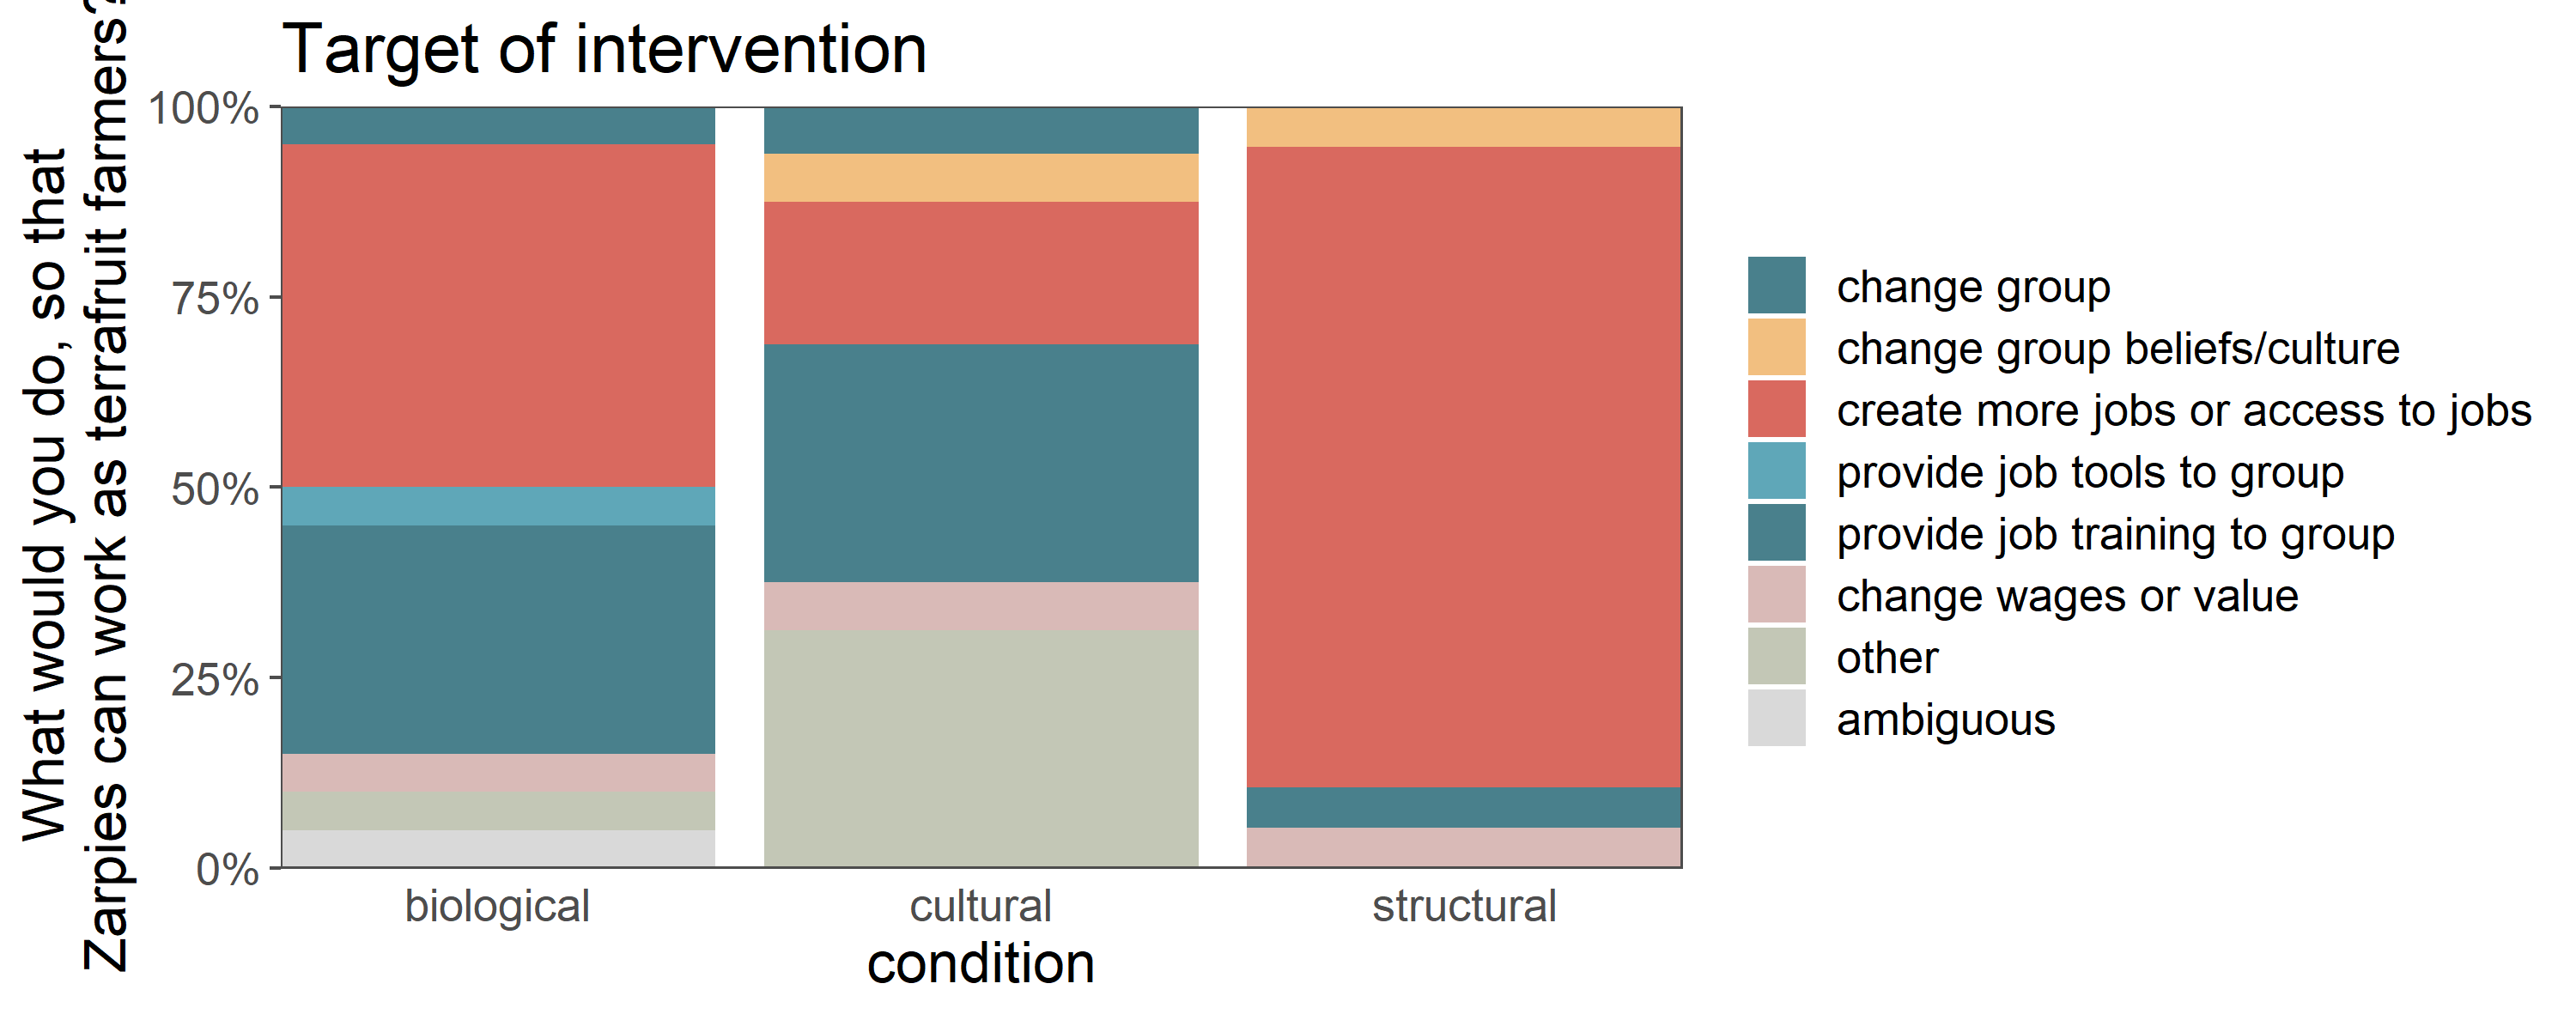 Target of intervention
What would you do, so that
Zarpies can work as terrafruit farmers?
100%
75%
50%
25%
0%
biological
cultural
structural
condition
change group
change group beliefs/culture
create more jobs or access to jobs
provide job tools to group
provide job training to group
change wages or value
other
ambiguous